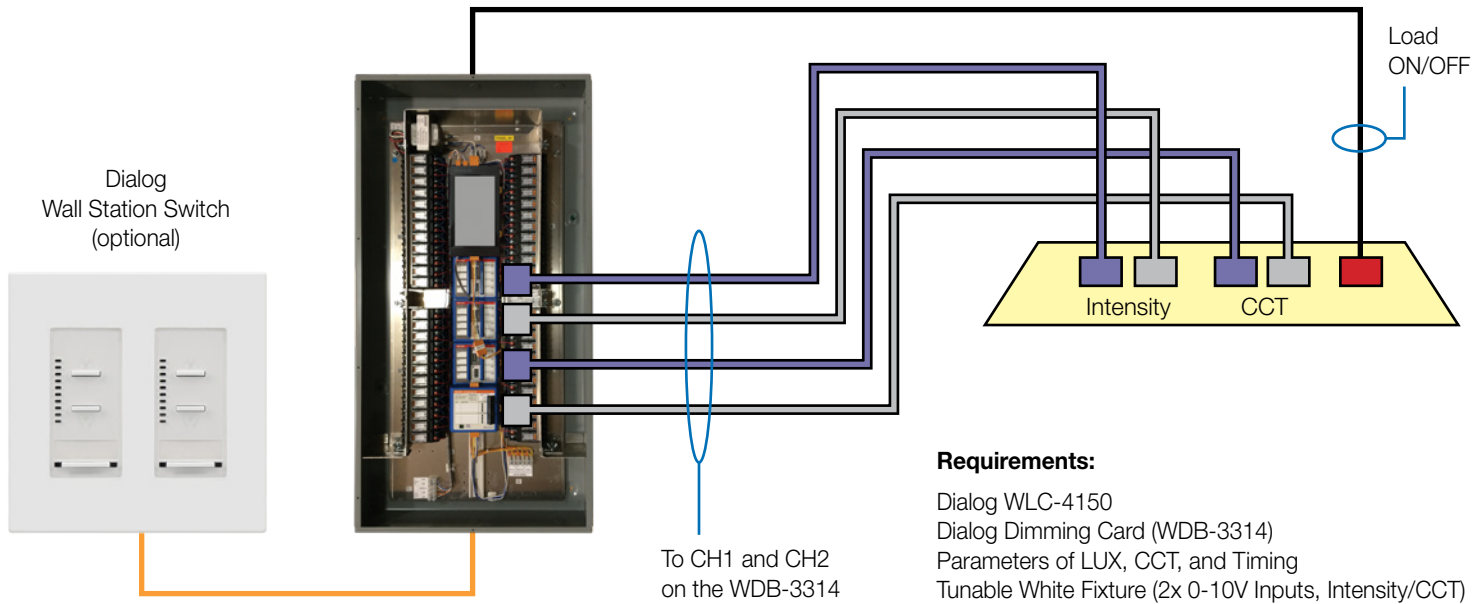 Load
ON/OFF
Dialog
Wall Station Switch
(optional)
Intensity
CCT
Requirements:
Dialog WLC-4150
Dialog Dimming Card (WDB-3314)
Parameters of LUX, CCT, and Timing
Tunable White Fixture (2x 0-10V Inputs, Intensity/CCT)
To CH1 and CH2
on the WDB-3314